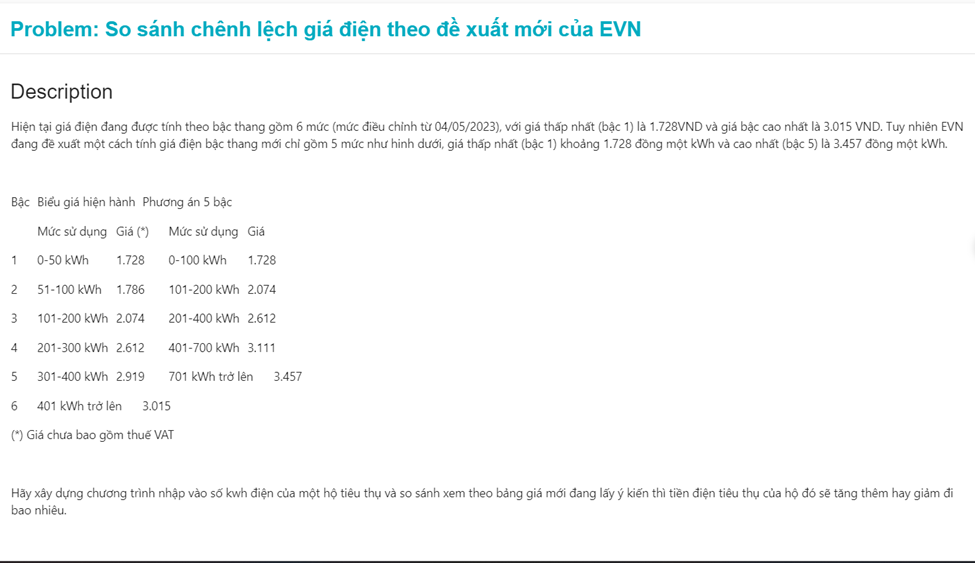 Problem: So sánh chênh lệch giá điện theo đề xuất mới của EVN
Description
Hiện tại giá điện đang được tính theo bậc thang gồm 6 mức (mức điều chỉnh từ 04/05/2023), với giá thấp nhất (bậc 1) là 1.728VND và giá bậc cao nhất là 3.015 VND. Tuy nhiên EVN
đang đề xuất một cách tính giá điện bậc thang mới chỉ gồm 5 mức như hình dưới, giá thấp nhất (bậc 1) khoảng 1.728 đồng một kWh và cao nhất (bậc 5) là 3.457 đồng một kWh.
Bậc Biểu giá hiện hành Phương án 5 bậc
Mức sử dụng Giá (*) Mức sử dụng Giá
1 0-50 kWh 1.728 0-100 kWh 1.728
2 51-100 kWh 1.786 101-200 kWh 2.074
3 101-200 kWh 2.074 201-400 kWh 2.612
4 201-300 kWh 2.612 401-700 kWh 3.111
5 301-400 kWh 2.919 701 kWh trở lên 3.457
6 401 kWh trở lên 3.015
(*) Giá chưa bao gồm thuế VAT
Hãy xây dựng chương trình nhập vào số kwh điện của một hộ tiêu thụ và so sánh xem theo bảng giá mới đang lấy ý kiến thì tiền điện tiêu thụ của hộ đó sẽ tăng thêm hay giảm đi
bao nhiêu.